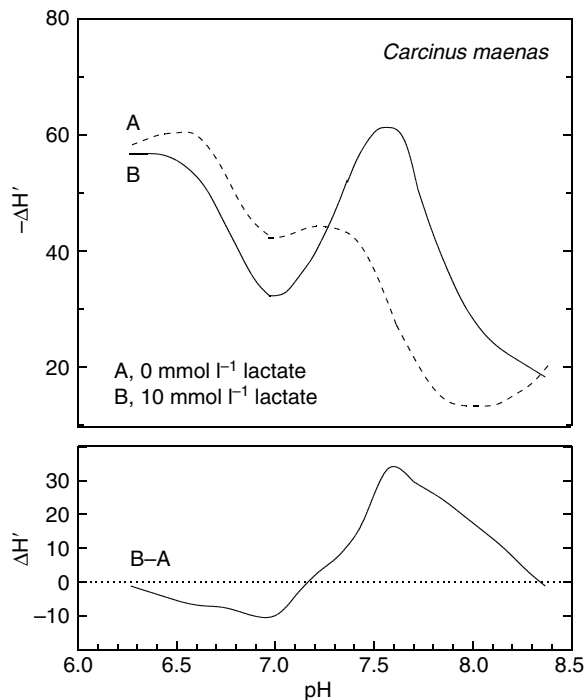 80
Carcinus maenas
A
60
B
–ΔH′
40
20
A, 0 mmol l⁻¹ lactate
B, 10 mmol l⁻¹ lactate
30
20
ΔH′
10
B–A
0
–10
6.0 6.5 7.0 7.5 8.0 8.5
pH